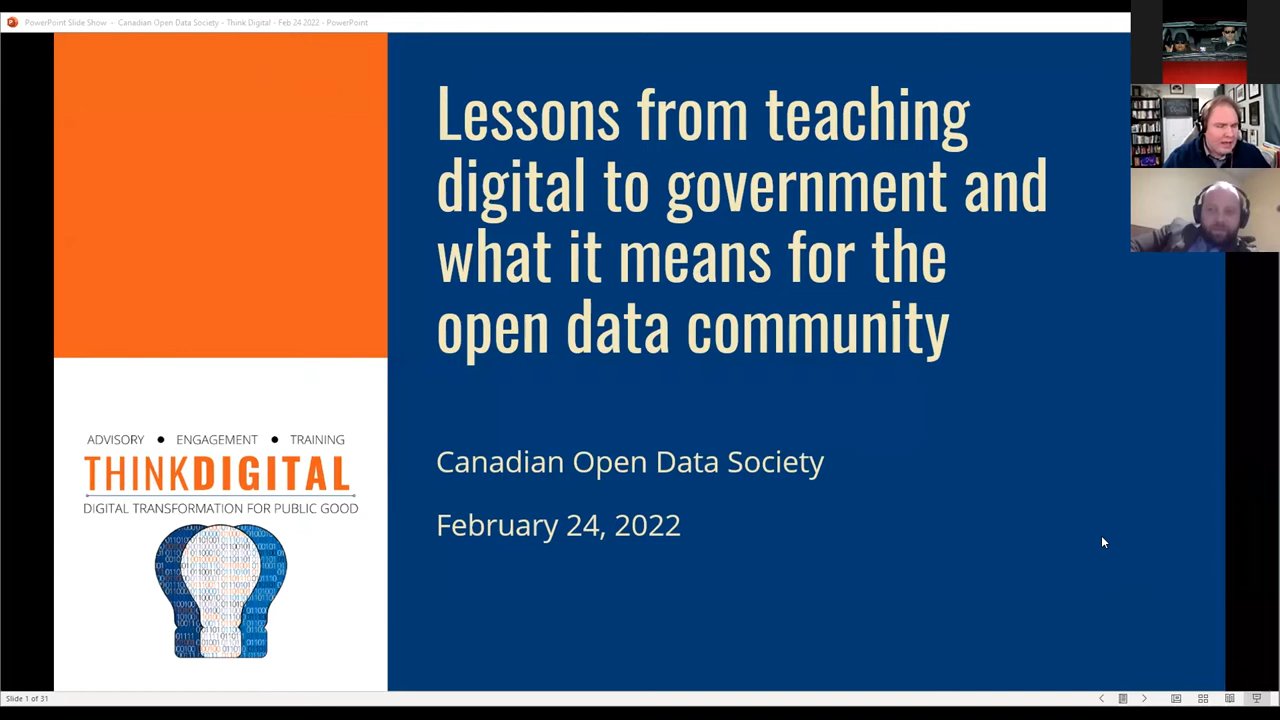 PowerPoint Slide Show - Canadian Open Data Society - Think Digital - Feb 24 2022 - PowerPoint
Lessons from teaching
digital to government and
what it means for the
open data community
Canadian Open Data Society
February 24, 2022
ADVISORY ● ENGAGEMENT ● TRAINING
THINKDIGITAL
DIGITAL TRANSFORMATION FOR PUBLIC GOOD
Slide 1 of 31